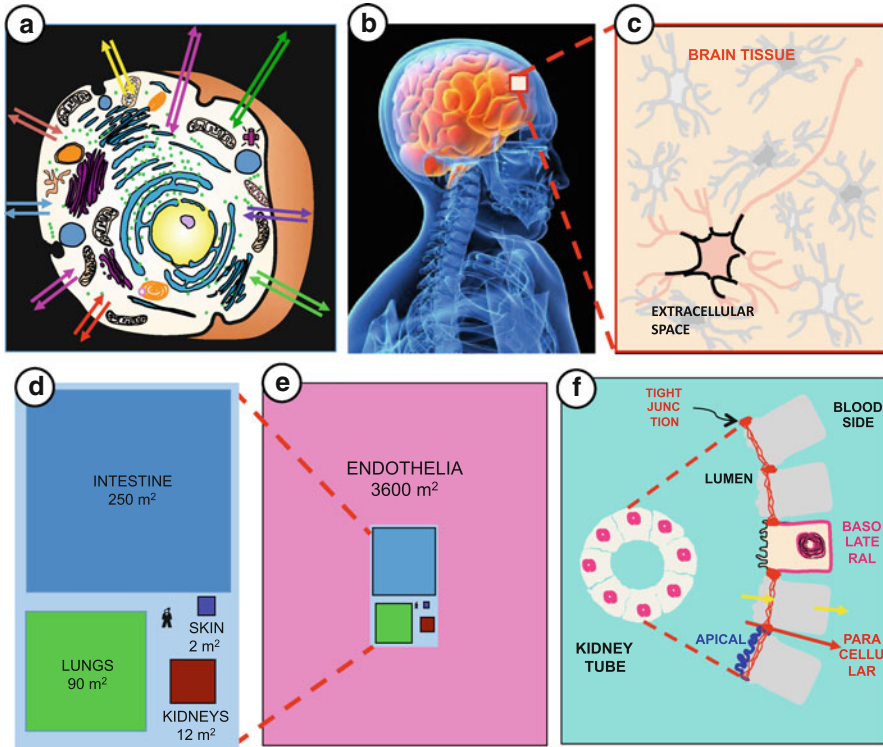 a
b
c
BRAIN TISSUE
EXTRACELLULAR
SPACE
d
INTESTINE
250 m²
SKIN
2 m²
LUNGS
90 m²
KIDNEYS
12 m²
e
ENDOTHELIA
3600 m²
f
TIGHT
JUNC
TION
BLOOD
SIDE
LUMEN
BASO
LATE
RAL
KIDNEY
TUBE
APICAL
PARA
CELLU
LAR